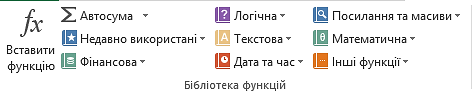 fx
Вставити
функцію
Σ Автосума
Недавно використані
Фінансова
? Логічна
A Текстова
Дата та час
Посилання та масиви
θ Математична
Інші функції
Бібліотека функцій